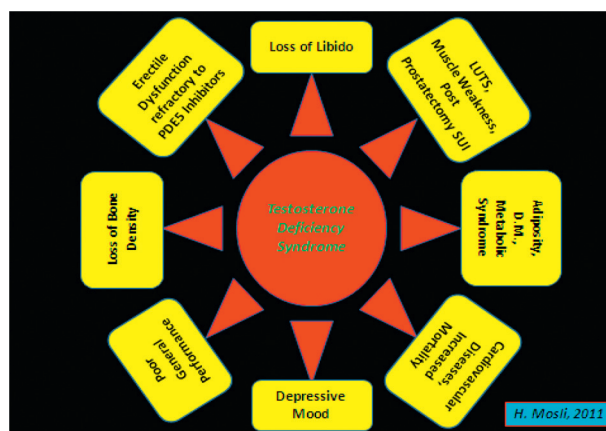 Loss of Libido
LUTS,
Muscle Weakness,
Post
Prostatectomy SUI
Adiposity,
D.M.,
Metabolic
Syndrome
Cardiovascular
Diseases,
Increased
Mortality
Depressive
Mood
Poor
General
Performance
Loss of Bone
Density
Erectile
Dysfunction
refractory to
PDE5 Inhibitors
Testosterone
Deficiency
Syndrome
H. Mosli, 2011